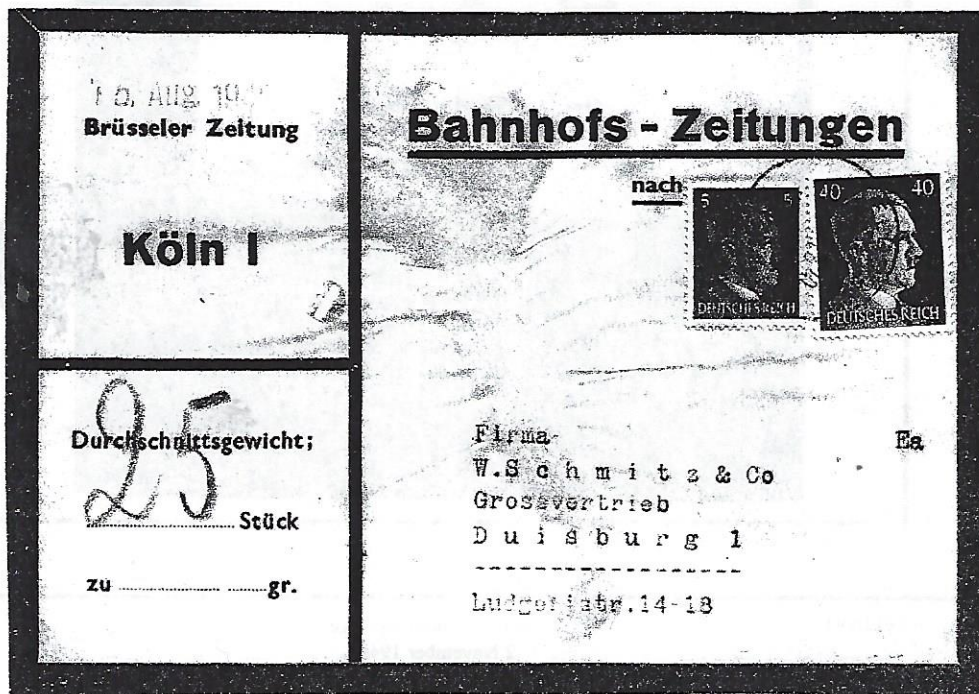 Aug.
Brüsseler Zeitung
Köln I
Bahnhofs - Zeitungen
nach
5 5
DEUTSCHES REICH
40 40
DEUTSCHES REICH
25
Durchschnittsgewicht;
Stück
zu gr.
Firma Ea
W.Schmitz & Co
Grossvertrieb
Duisburg 1
Ludgeristr.14-18